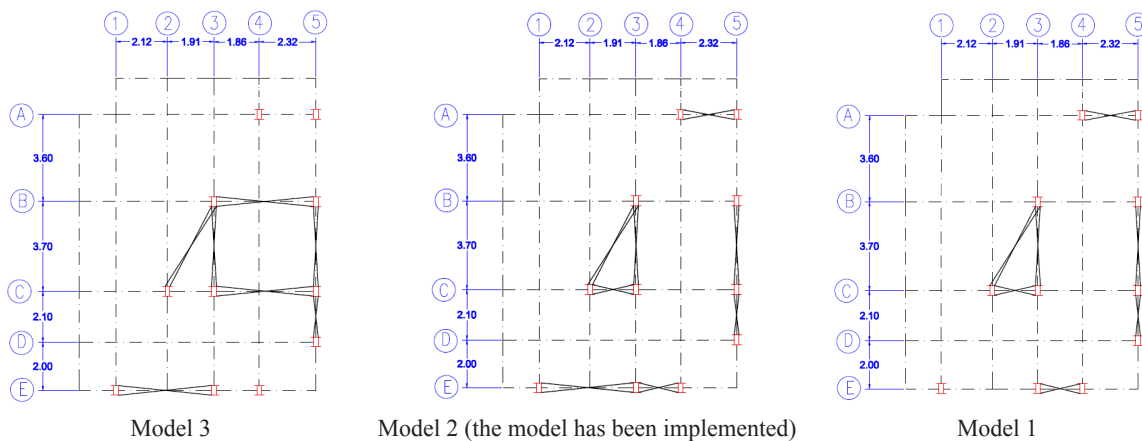 1 2 3 4 5
2.12 1.91 1.86 2.32
A
3.60
B
3.70
C
2.10
D
2.00
E
Model 3
1 2 3 4 5
2.12 1.91 1.86 2.32
A
3.60
B
3.70
C
2.10
D
2.00
E
Model 2 (the model has been implemented)
1 2 3 4 5
2.12 1.91 1.86 2.32
A
3.60
B
3.70
C
2.10
D
2.00
E
Model 1